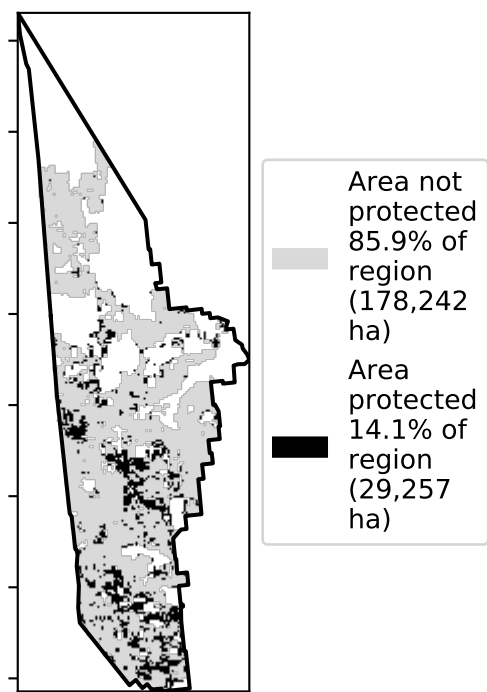 Area not
protected
85.9% of
region
(178,242
ha)
Area
protected
14.1% of
region
(29,257
ha)